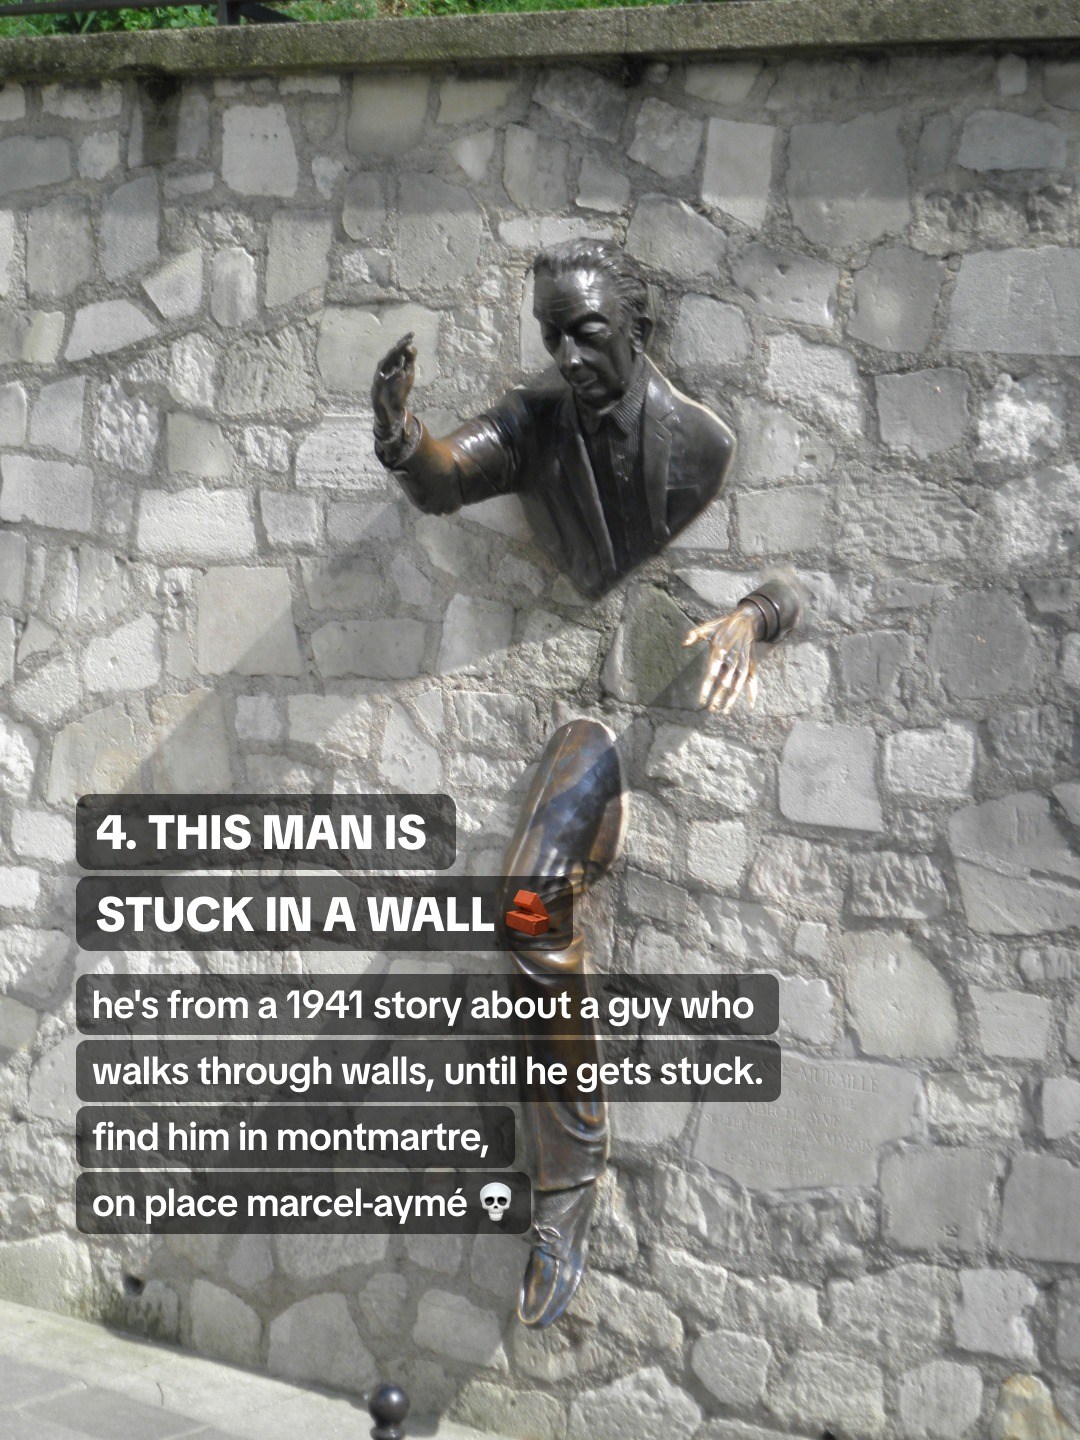 4. THIS MAN IS
STUCK IN A WALL 🧱
he's from a 1941 story about a guy who
walks through walls, until he gets stuck.
find him in montmartre,
on place marcel-aymé 💀
MURAILLE